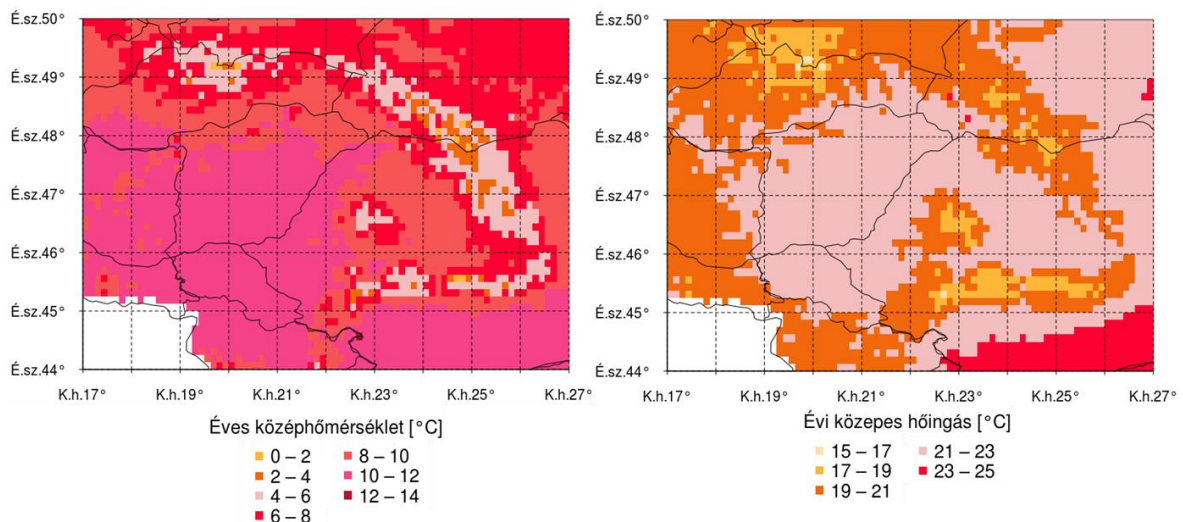 É.sz.50°
É.sz.49°
É.sz.48°
É.sz.47°
É.sz.46°
É.sz.45°
É.sz.44°
K.h.17° K.h.19° K.h.21° K.h.23° K.h.25° K.h.27°
Éves középhőmérséklet [°C]
0 – 2
2 – 4
4 – 6
6 – 8
8 – 10
10 – 12
12 – 14
É.sz.50°
É.sz.49°
É.sz.48°
É.sz.47°
É.sz.46°
É.sz.45°
É.sz.44°
K.h.17° K.h.19° K.h.21° K.h.23° K.h.25° K.h.27°
Évi közepes hőingás [°C]
15 – 17
17 – 19
19 – 21
21 – 23
23 – 25